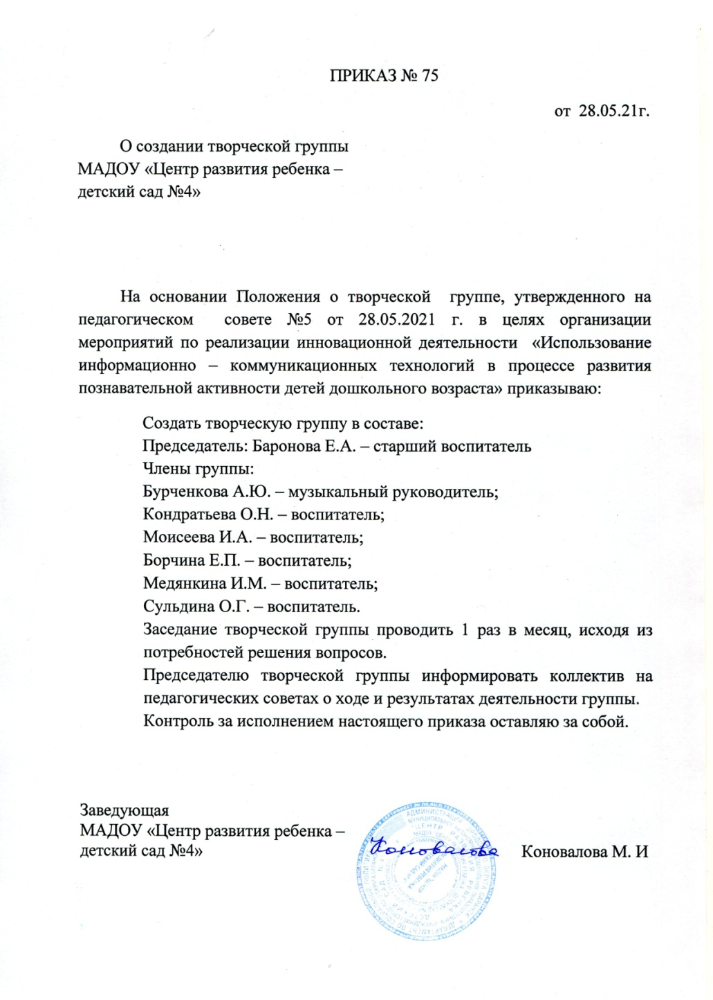 ПРИКАЗ № 75
от 28.05.21г.
О создании творческой группы
МАДОУ «Центр развития ребенка –
детский сад №4»
На основании Положения о творческой группе, утвержденного на
педагогическом совете №5 от 28.05.2021 г. в целях организации
мероприятий по реализации инновационной деятельности «Использование
информационно – коммуникационных технологий в процессе развития
познавательной активности детей дошкольного возраста» приказываю:
Создать творческую группу в составе:
Председатель: Баронова Е.А. – старший воспитатель
Члены группы:
Бурченкова А.Ю. – музыкальный руководитель;
Кондратьева О.Н. – воспитатель;
Моисеева И.А. – воспитатель;
Борчина Е.П. – воспитатель;
Медянкина И.М. – воспитатель;
Сульдина О.Г. – воспитатель.
Заседание творческой группы проводить 1 раз в месяц, исходя из
потребностей решения вопросов.
Председателю творческой группы информировать коллектив на
педагогических советах о ходе и результатах деятельности группы.
Контроль за исполнением настоящего приказа оставляю за собой.
Заведующая
МАДОУ «Центр развития ребенка –
детский сад №4»
Коновалова
Коновалова М. И